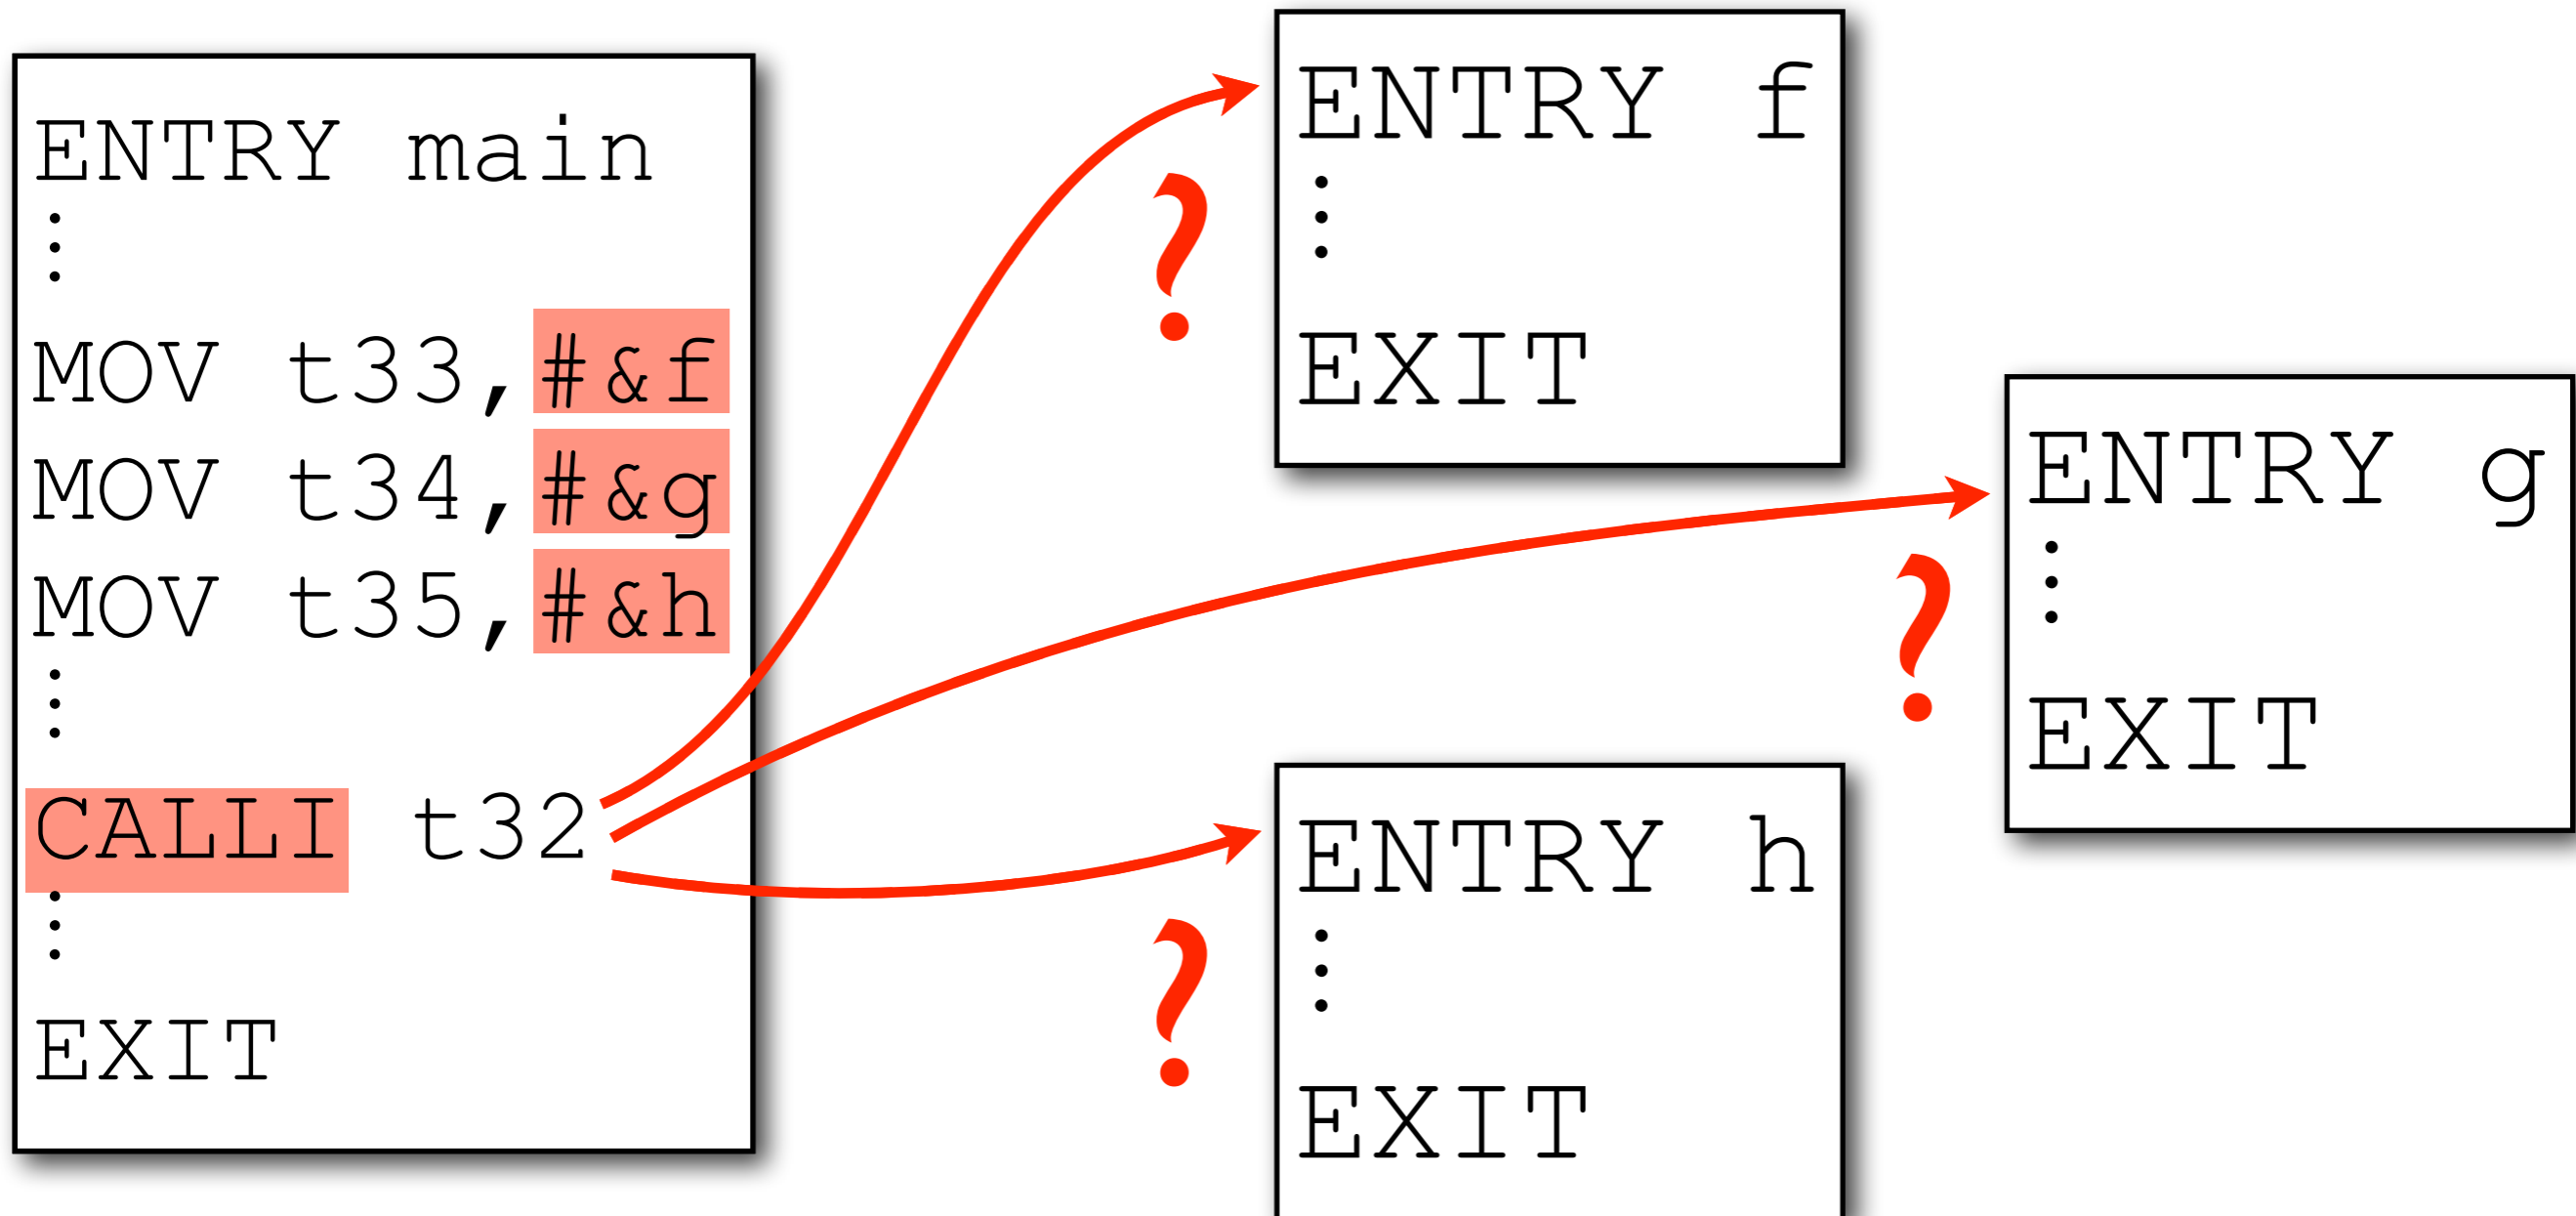 ENTRY main
⋮
MOV t33,#&f
MOV t34,#&g
MOV t35,#&h
⋮
CALLI t32
⋮
EXIT
ENTRY f
⋮
EXIT
?
ENTRY g
⋮
EXIT
?
ENTRY h
⋮
EXIT
?